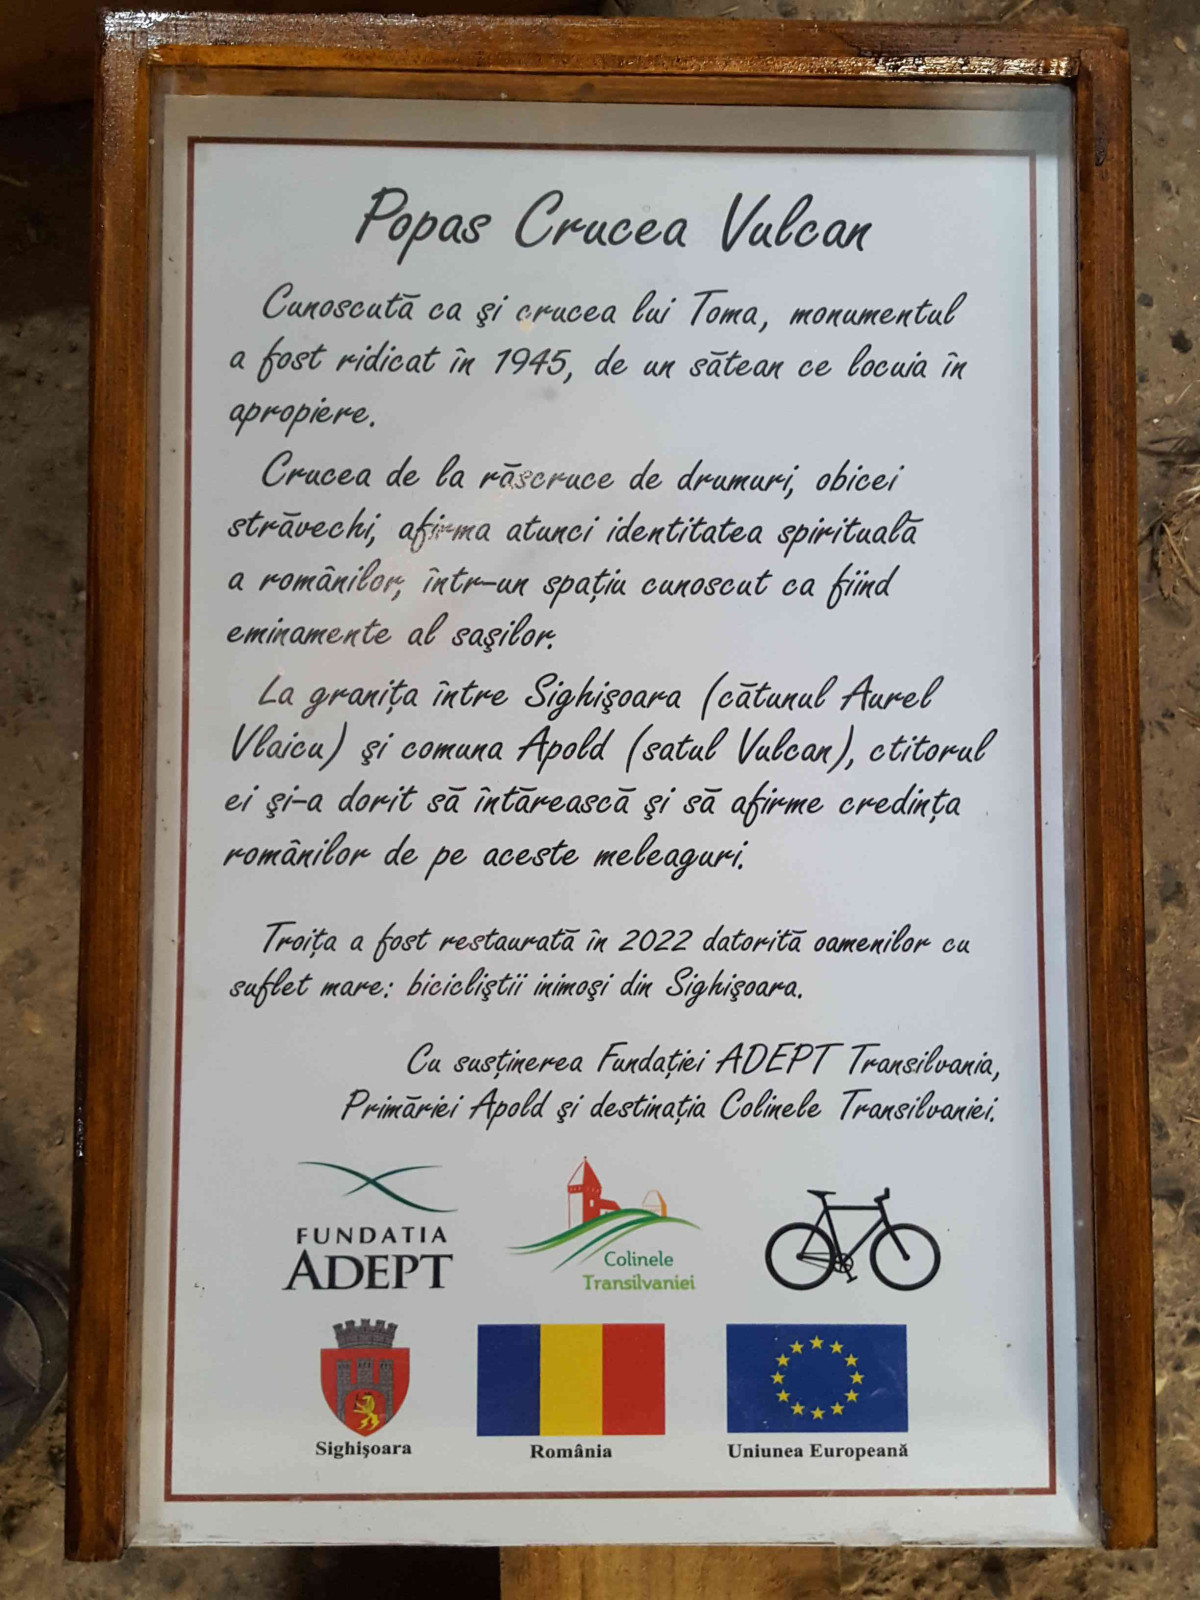 Popas Crucea Vulcan
Cunoscută ca şi crucea lui Toma, monumentul
a fost ridicat în 1945, de un sătean ce locuia în
apropiere.
Crucea de la răscruce de drumuri, obicei
străvechi, afirma atunci identitatea spirituală
a românilor, într-un spațiu cunoscut ca fiind
eminamente al saşilor.
La granița între Sighişoara (cătunul Aurel
Vlaicu) şi comuna Apold (satul Vulcan), ctitorul
ei şi-a dorit să întărească şi să afirme credința
românilor de pe aceste meleaguri.
Troița a fost restaurată în 2022 datorită oamenilor cu
suflet mare: bicicliştii inimoşi din Sighişoara.
Cu susținerea Fundației ADEPT Transilvania,
Primăriei Apold şi destinația Colinele Transilvaniei.
FUNDATIA
ADEPT
Colinele
Transilvaniei
Sighişoara
România
Uniunea Europeană